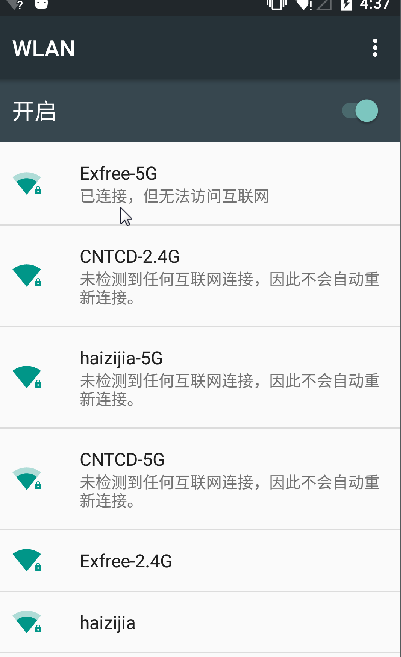 4:37
WLAN
开启
Exfree-5G
已连接，但无法访问互联网
CNTCD-2.4G
未检测到任何互联网连接，因此不会自动重
新连接。
haizijia-5G
未检测到任何互联网连接，因此不会自动重
新连接。
CNTCD-5G
未检测到任何互联网连接，因此不会自动重
新连接。
Exfree-2.4G
haizijia